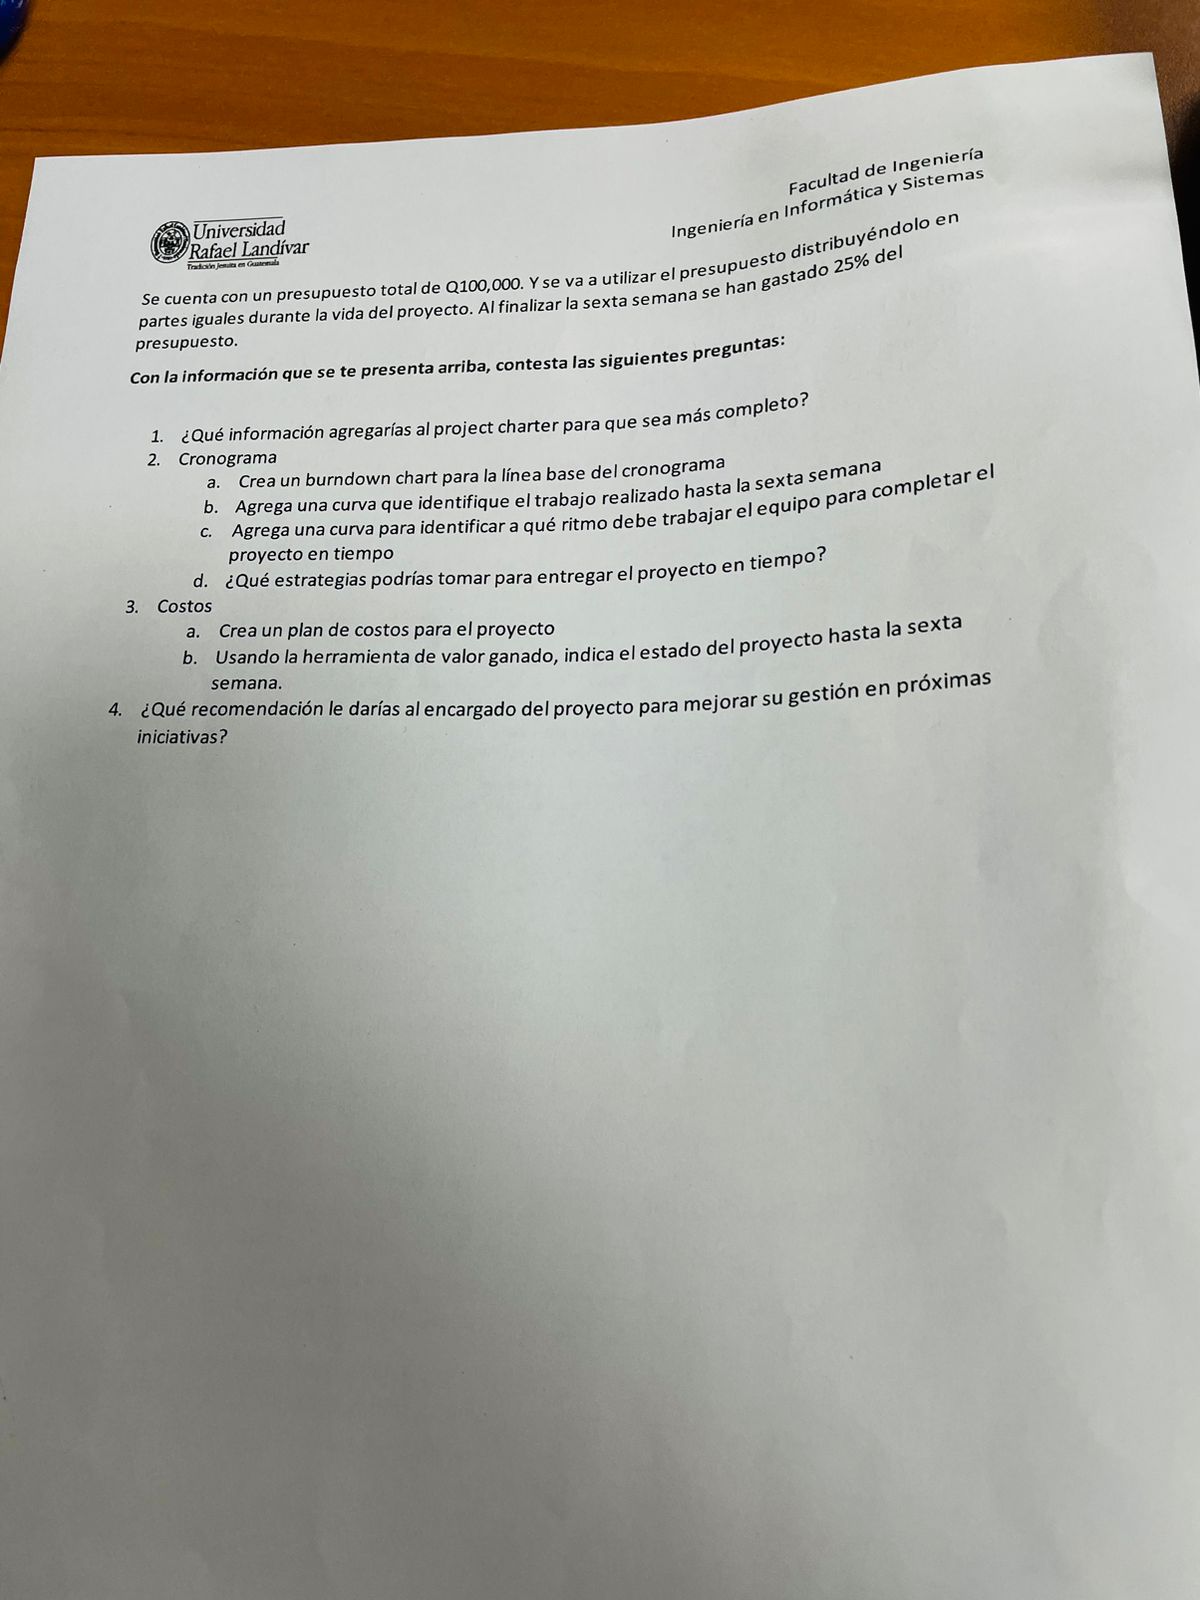 Facultad de Ingeniería
Ingeniería en Informática y Sistemas
Universidad
Rafael Landívar
Tradición Jesuita en Guatemala
Se cuenta con un presupuesto total de Q100,000. Y se va a utilizar el presupuesto distribuyéndolo en
partes iguales durante la vida del proyecto. Al finalizar la sexta semana se han gastado 25% del
presupuesto.
Con la información que se te presenta arriba, contesta las siguientes preguntas:
1. ¿Qué información agregarías al project charter para que sea más completo?
2. Cronograma
a. Crea un burndown chart para la línea base del cronograma
b. Agrega una curva que identifique el trabajo realizado hasta la sexta semana
c. Agrega una curva para identificar a qué ritmo debe trabajar el equipo para completar el
proyecto en tiempo
d. ¿Qué estrategias podrías tomar para entregar el proyecto en tiempo?
3. Costos
a. Crea un plan de costos para el proyecto
b. Usando la herramienta de valor ganado, indica el estado del proyecto hasta la sexta
semana.
4. ¿Qué recomendación le darías al encargado del proyecto para mejorar su gestión en próximas
iniciativas?